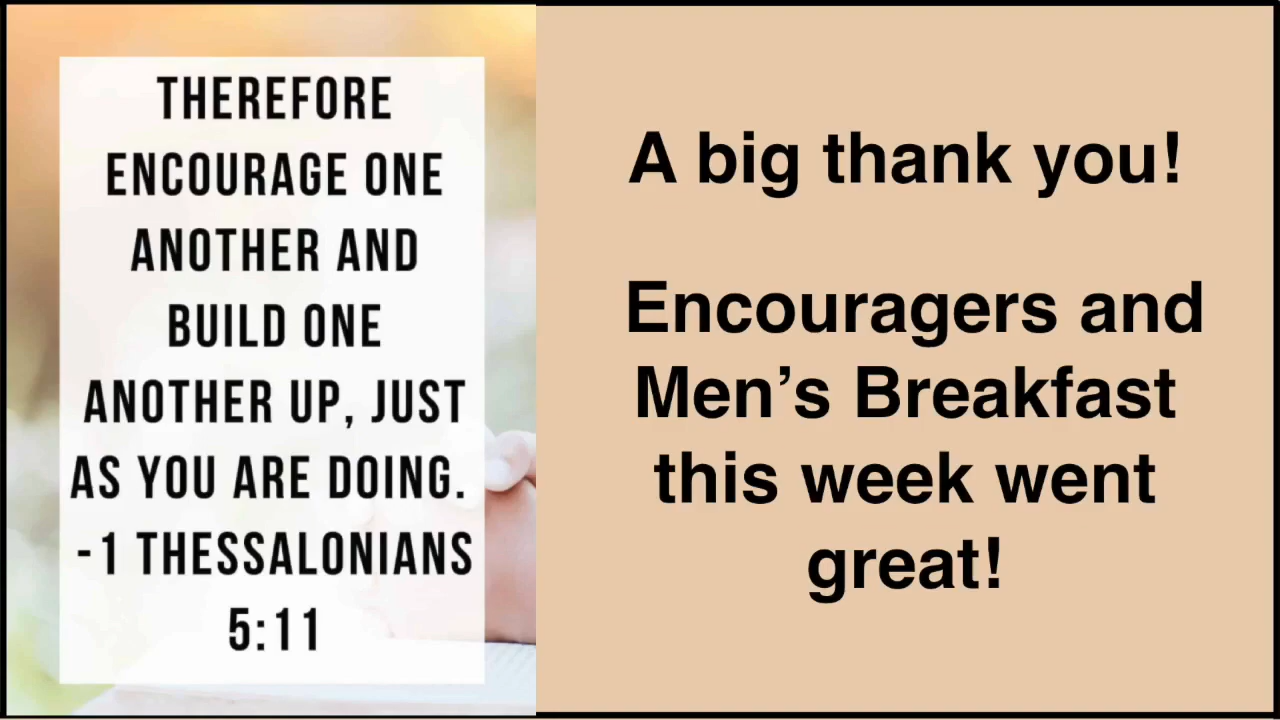 THEREFORE
ENCOURAGE ONE
ANOTHER AND
BUILD ONE
ANOTHER UP, JUST
AS YOU ARE DOING.
-1 THESSALONIANS
5:11
A big thank you!
Encouragers and
Men’s Breakfast
this week went
great!